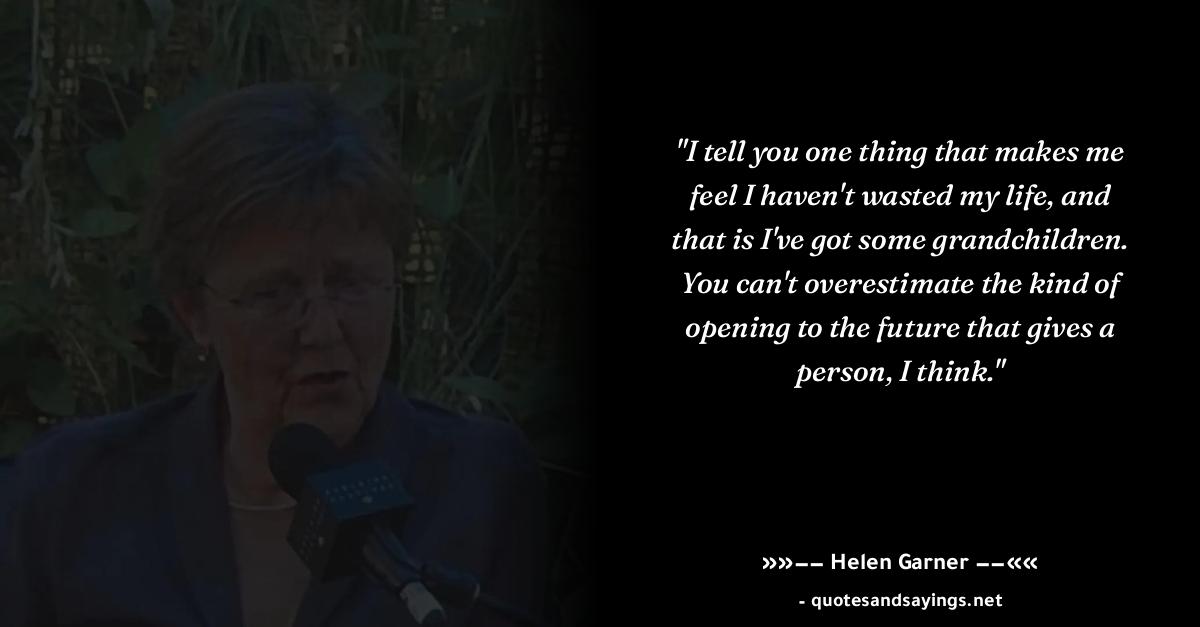 "I tell you one thing that makes me
feel I haven't wasted my life, and
that is I've got some grandchildren.
You can't overestimate the kind of
opening to the future that gives a
person, I think."
»»−− Helen Garner −−««
- quotesandsayings.net